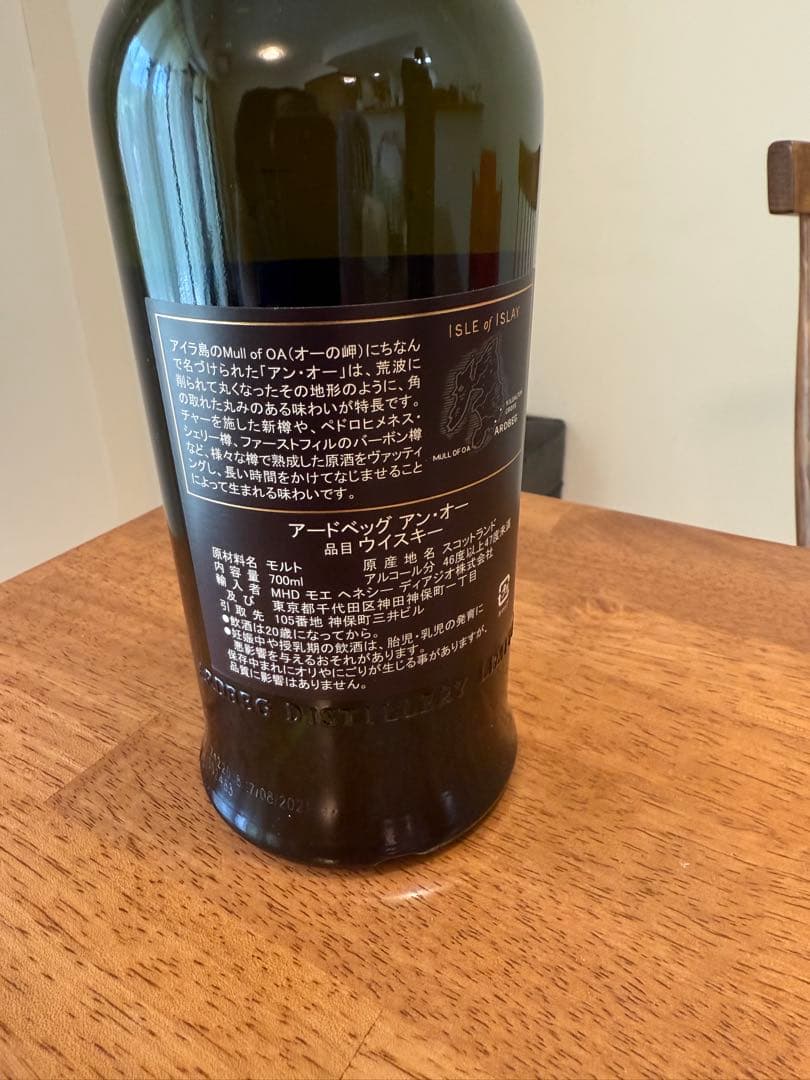 アイラ島のMull of OA(オーの岬)にちなん
で名づけられた「アン・オー」は、荒波に
削られて丸くなったその地形のように、角
の取れた丸みのある味わいが特長です。
チャーを施した新樽や、ペドロヒメネス・
シェリー樽、ファーストフィルのバーボン樽
など、様々な樽で熟成した原酒をヴァッティ
ングし、長い時間をかけてなじませること
によって生まれる味わいです。
ISLE of ISLAY
ARDBEG
MULL OF OA
アードベッグ アン・オー
品目 ウイスキー
原材料名 モルト 原産地名 スコットランド
内容量 700ml アルコール分 46度以上47度未満
輸入者 MHD モエ ヘネシー ディアジオ株式会社
及び 東京都千代田区神田神保町一丁目
引取先 105番地 神保町三井ビル
●飲酒は20歳になってから。
●妊娠中や授乳期の飲酒は、胎児・乳児の発育に
悪影響を与えるおそれがあります。
保存中まれにオリやにごりが生じる事がありますが、
品質に影響はありません。
ARDBEG DISTILLERY